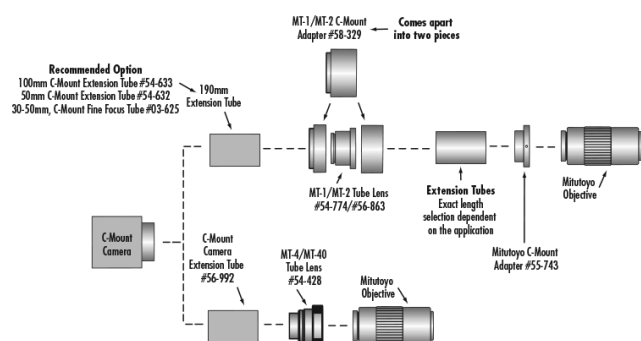 MT-1/MT-2 C-Mount
Adapter #58-329
Comes apart
into two pieces
Recommended Option
100mm C-Mount Extension Tube #54-633
50mm C-Mount Extension Tube #54-632
30-50mm, C-Mount Fine Focus Tube #03-625
190mm
Extension Tube
MT-1/MT-2 Tube Lens
#54-774/#56-863
Extension Tubes
Exact length
selection dependent
on the application
Mitutoyo
Objective
Mitutoyo C-Mount
Adapter #55-743
C-Mount
Camera
C-Mount
Camera
Extension Tube
#56-992
MT-4/MT-40
Tube Lens
#54-428
Mitutoyo
Objective